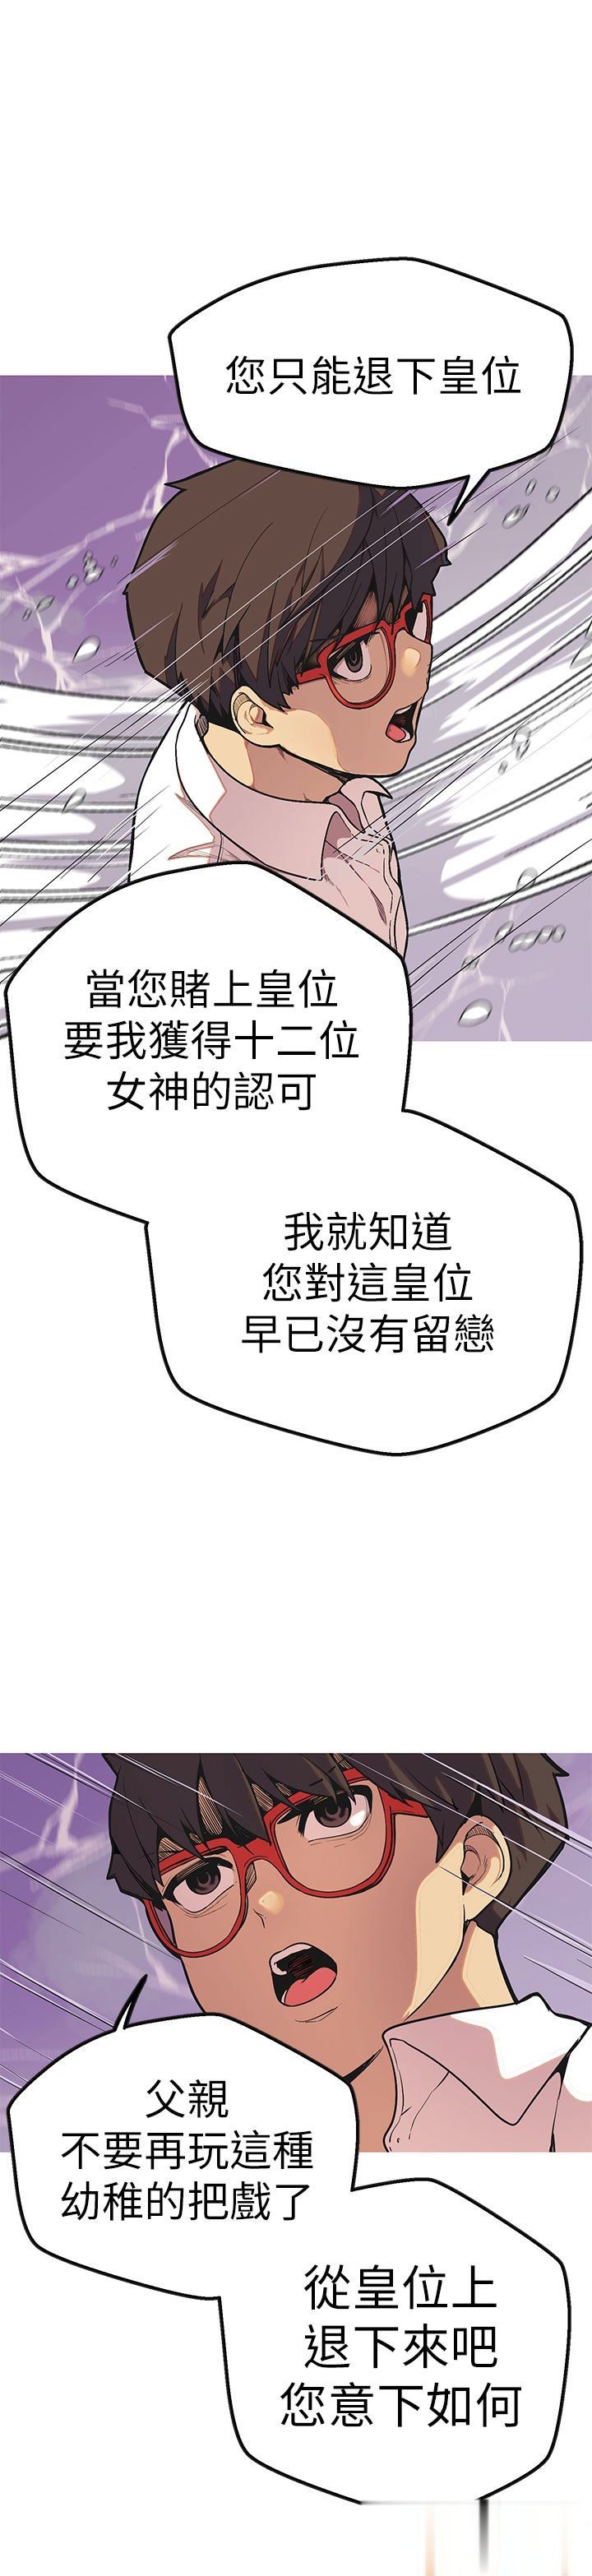 您只能退下皇位
當您賭上皇位
要我獲得十二位
女神的認可
我就知道
您對這皇位
早已沒有留戀
父親
不要再玩這種
幼稚的把戲了
從皇位上
退下來吧
您意下如何